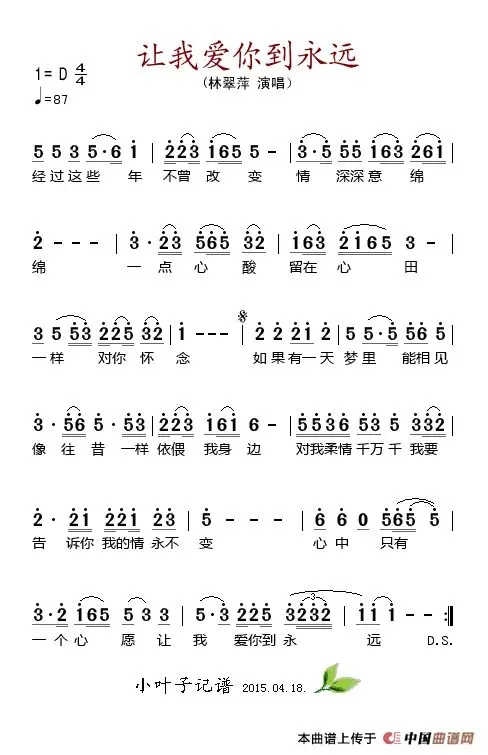 让我爱你到永远
（林翠萍 演唱）
1= D 4/4
♩=87
5 5 3 5·6 1 | 2 2 3 1 6 5 5 - | 3·5 5 5 1 6 3 2 6 1 |
经过这些 年 不曾 改 变 情 深深意 绵
2 - - - | 3· 2 3 5 6 5 3 2 | 1 6 3 2 1 6 5 3 - |
绵 一 点 心 酸 留在 心 田
3 5 5 3 2 2 5 3 2 | 1 - - - | 2 2 2 1 2 | 5 5·5 5 6 5 |
一样 对你 怀 念 如果有一天 梦里 能相见
3· 5 6 5·5 3 | 2 2 3 1 6 1 6 - | 5 5 3 6 5 3 5 3 3 2 |
像 往 昔 一样 依偎 我身 边 对我柔情千万千 我要
2· 2 1 2 2 1 2 3 | 5 - - - | 6 6 0 5 6 5 5 |
告 诉你 我的情 永不 变 心 中 只有
3·2 1 6 5 5 3 3 | 5·3 2 2 5 3 2 3 2 | 1 1 1 - - :‖
3
一个心 愿让 我 爱你到 永 远 D.S.
小叶子记谱 2015.04.18.
本曲谱上传于 中国曲谱网